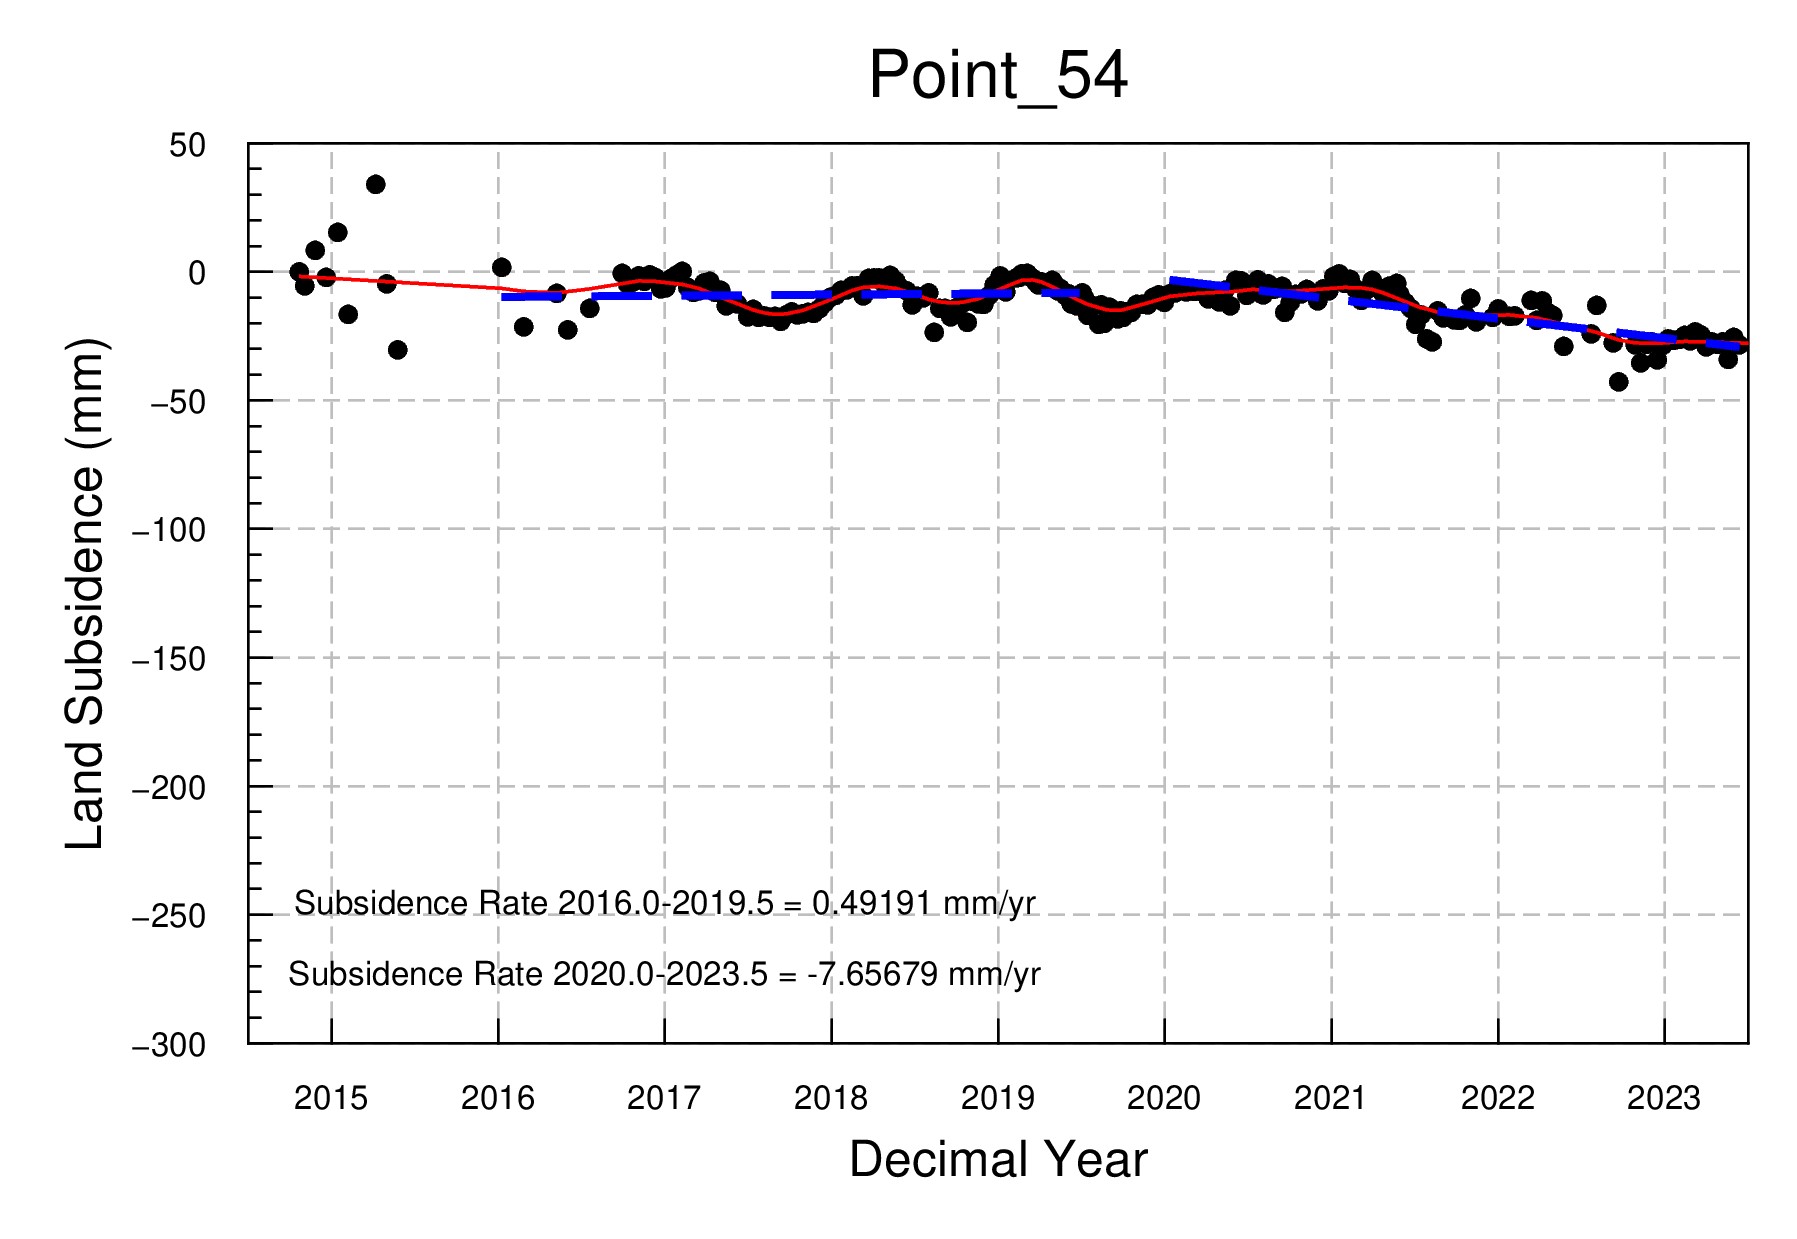 Point_54
50
0
−50
−100
−150
−200
−250
−300
Land Subsidence (mm)
Subsidence Rate 2016.0-2019.5 = 0.49191 mm/yr
Subsidence Rate 2020.0-2023.5 = -7.65679 mm/yr
2015 2016 2017 2018 2019 2020 2021 2022 2023
Decimal Year